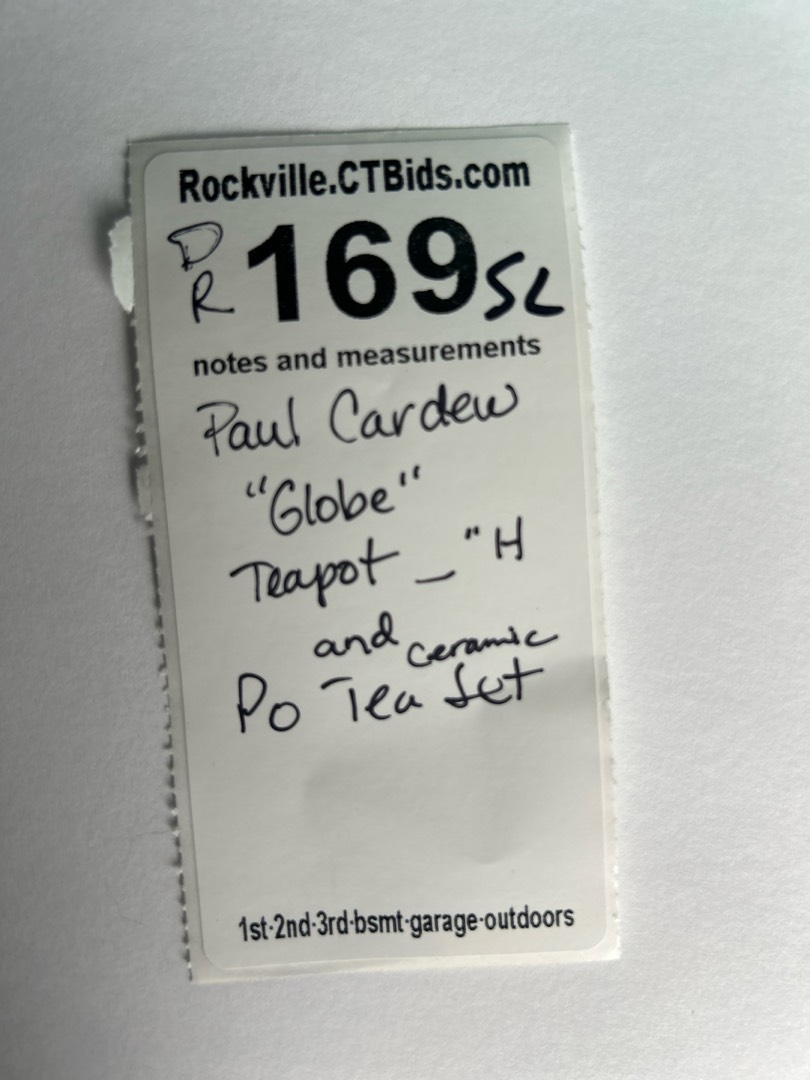 Rockville.CTBids.com
DR 169 SL
notes and measurements
Paul Cardew
"Globe"
Teapot _ " H
and ceramic
Po Tea Set
1st·2nd·3rd·bsmt·garage·outdoors